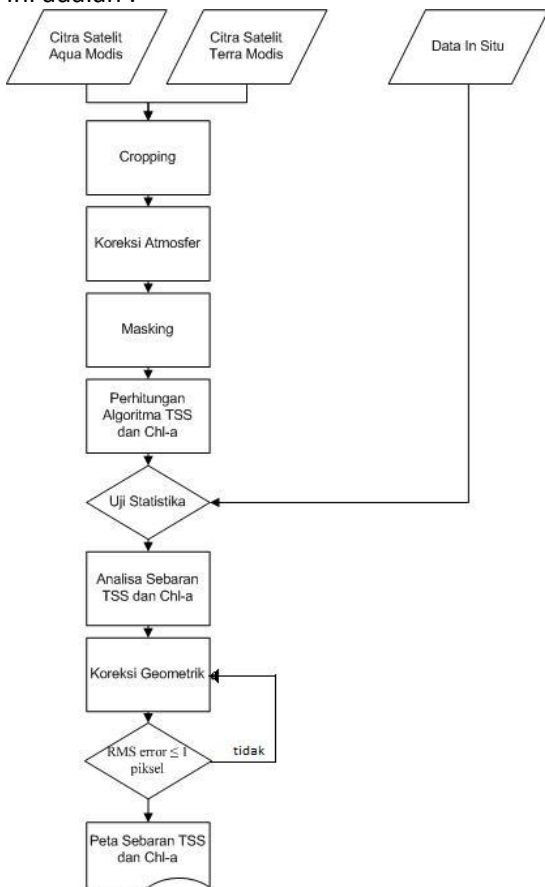 ini adalah :
Citra Satelit
Aqua Modis
Citra Satelit
Terra Modis
Data In Situ
Cropping
Koreksi Atmosfer
Masking
Perhitungan
Algoritma TSS
dan Chl-a
Uji Statistika
Analisa Sebaran
TSS dan Chl-a
Koreksi Geometrik
RMS error ≤ 1
piksel
tidak
Peta Sebaran TSS
dan Chl-a